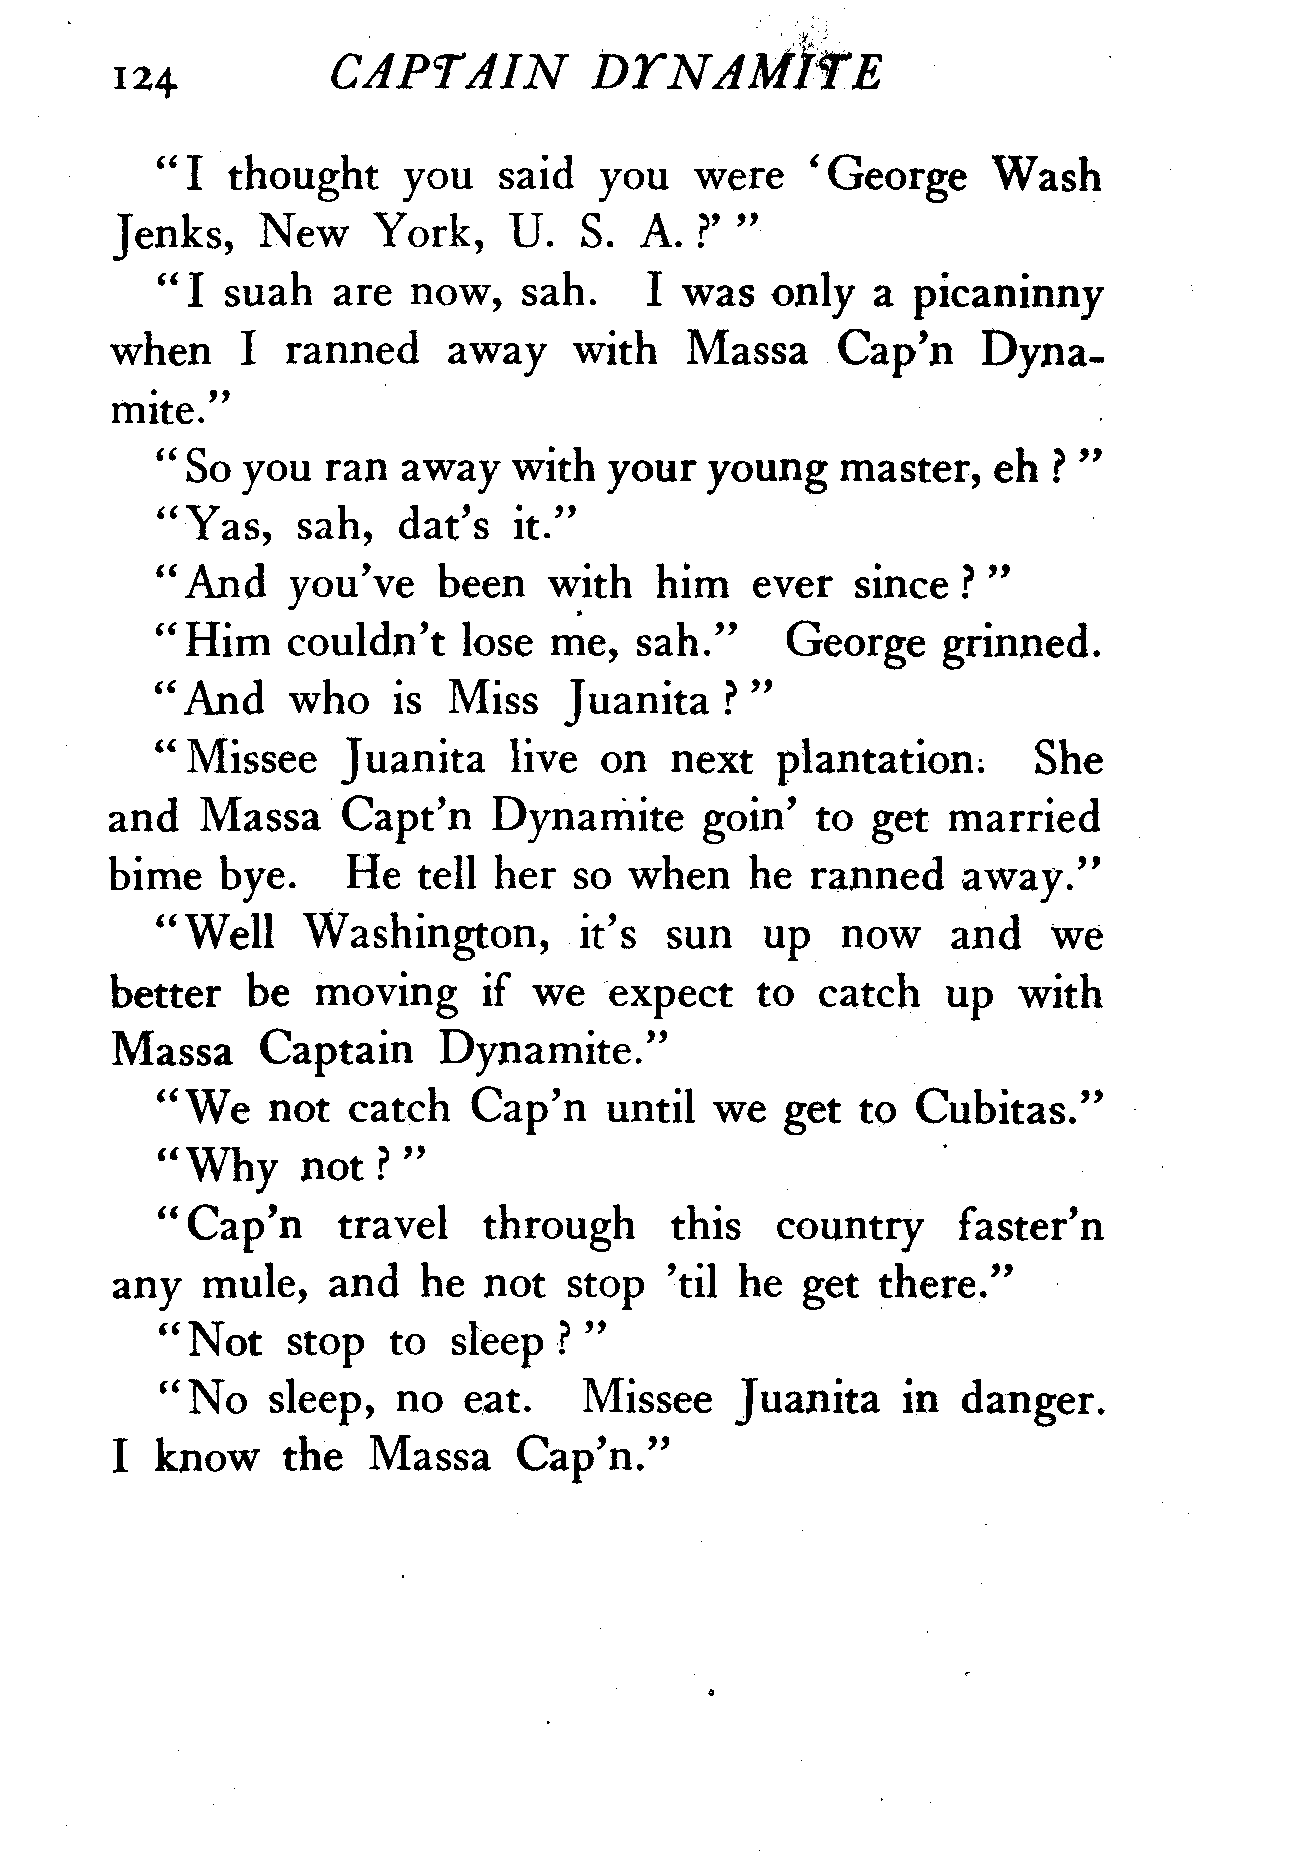 124 CAPTAIN DYNAMITE
"I thought you said you were 'George Wash
Jenks, New York, U. S. A.?' "
"I suah are now, sah. I was only a picaninny
when I ranned away with Massa Cap'n Dyna-
mite."
"So you ran away with your young master, eh ? "
"Yas, sah, dat's it."
"And you've been with him ever since ? "
"Him couldn't lose me, sah." George grinned.
"And who is Miss Juanita ? "
"Missee Juanita live on next plantation. She
and Massa Capt'n Dynamite goin' to get married
bime bye. He tell her so when he ranned away."
"Well Washington, it's sun up now and we
better be moving if we expect to catch up with
Massa Captain Dynamite."
"We not catch Cap'n until we get to Cubitas."
"Why not ? "
"Cap'n travel through this country faster'n
any mule, and he not stop 'til he get there."
"Not stop to sleep ? "
"No sleep, no eat. Missee Juanita in danger.
I know the Massa Cap'n."